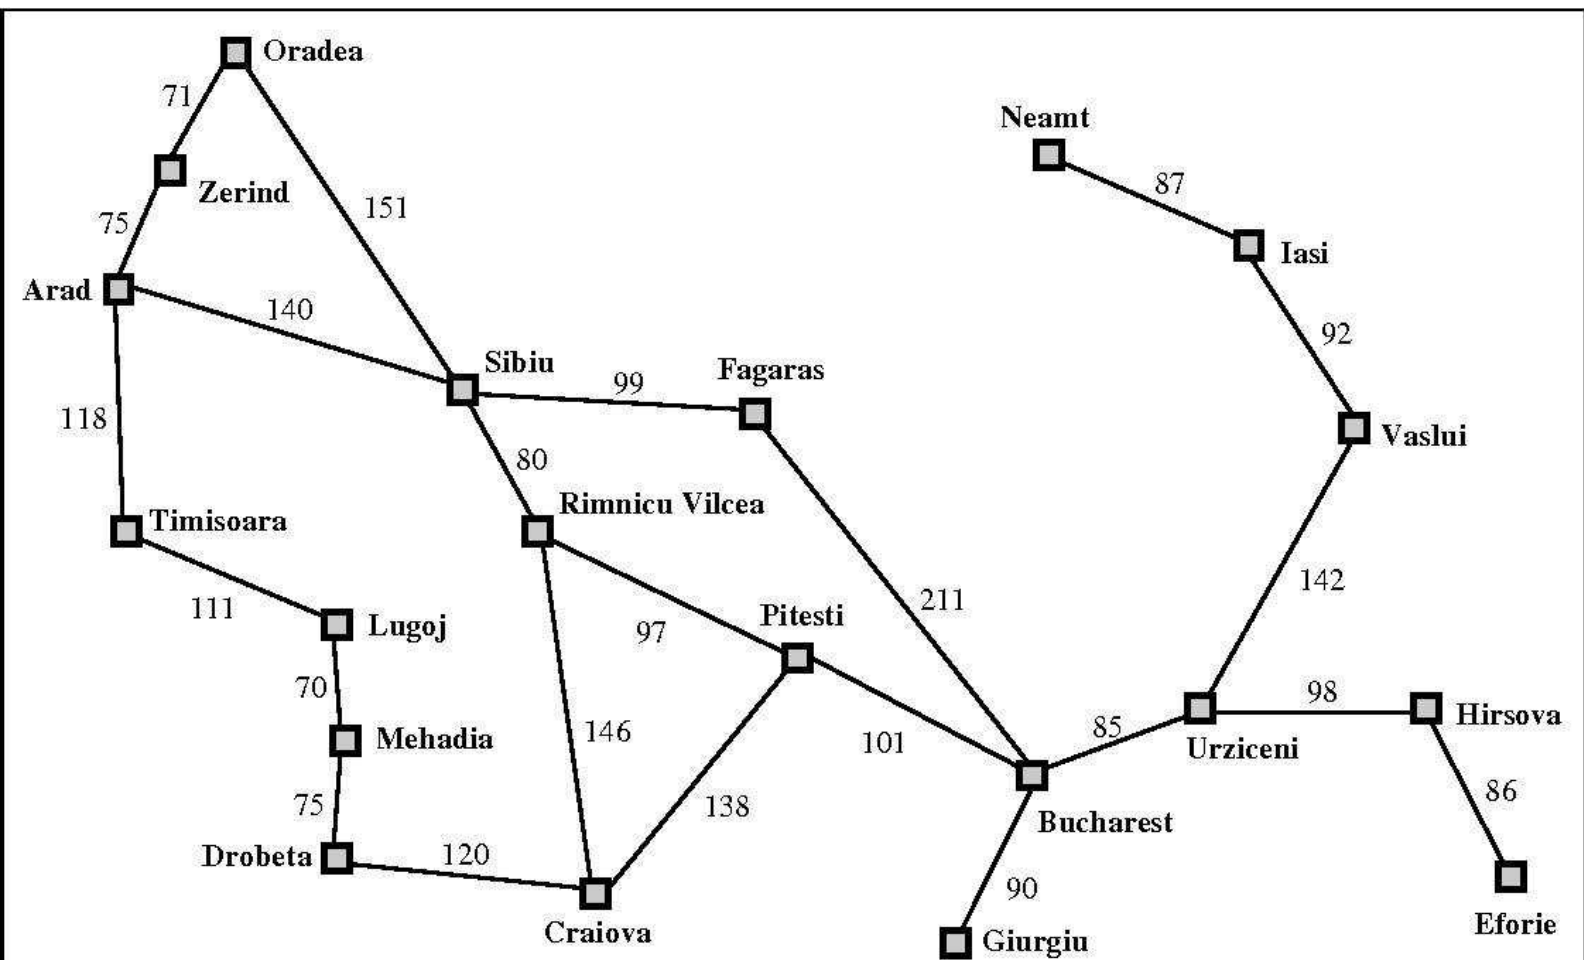 Oradea
71
Neamt
87
Zerind
151
75
Iasi
Arad
140
92
Sibiu
Fagaras
99
118
Vaslui
80
Rimnicu Vilcea
Timisoara
142
211
111
Pitesti
Lugoj
97
70
98
Hirsova
85
Urziceni
146
Mehadia
101
86
75
138
Bucharest
Drobeta
120
90
Eforie
Craiova
Giurgiu